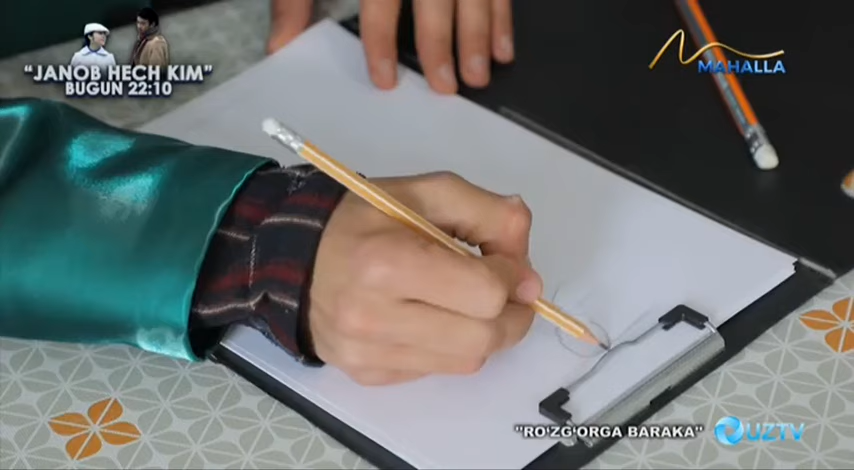 "JANOB HECH KIM"
BUGUN 22:10
MAHALLA
"RO'ZG'ORGA BARAKA"
UZTV